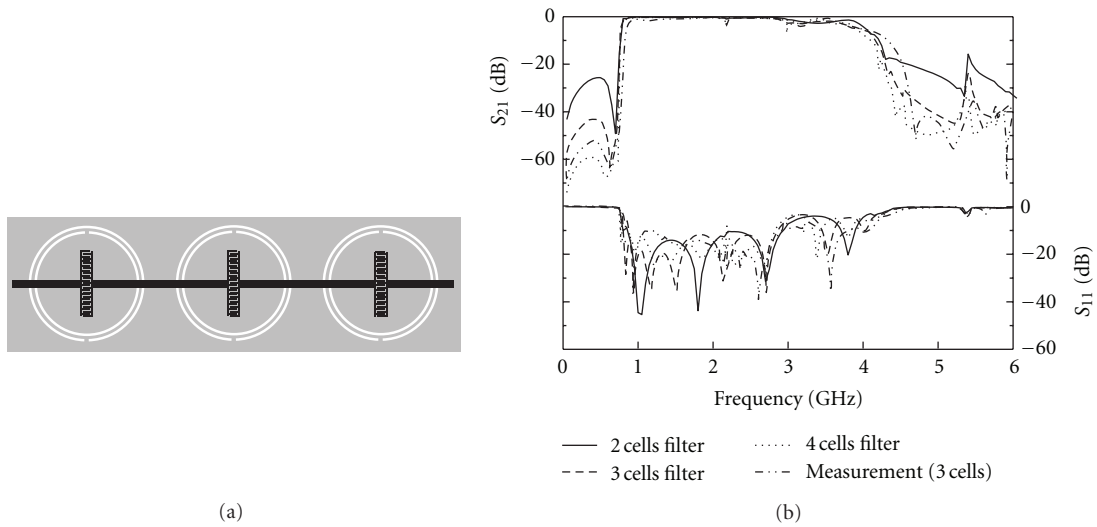 0
−20
−40
−60
S21 (dB)
0
−20
−40
−60
S11 (dB)
0 1 2 3 4 5 6
Frequency (GHz)
2 cells filter
3 cells filter
4 cells filter
Measurement (3 cells)
(a)
(b)